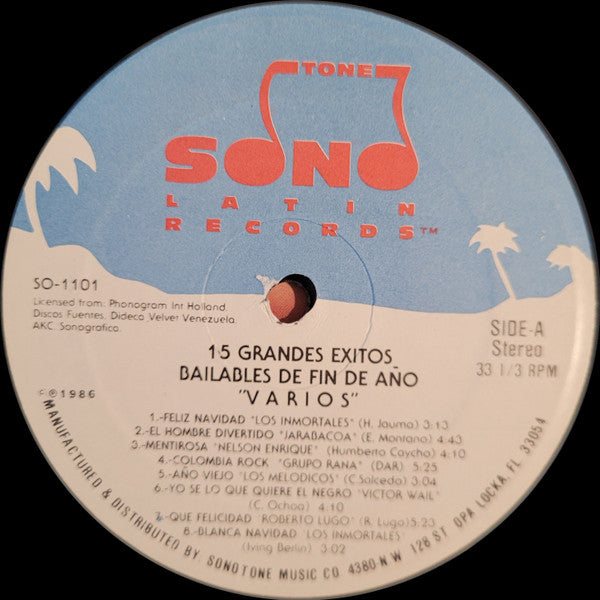 TONE
SONO
LATIN
RECORDS™
SO-1101
Licensed from: Phonogram Int Holland.
Discos Fuentes, Dideco Velvet Venezuela.
AKC. Sonografica.
SIDE-A
Stereo
33 1/3 RPM
15 GRANDES EXITOS
BAILABLES DE FIN DE AÑO
"VARIOS"
©℗1986
1.-FELIZ NAVIDAD "LOS INMORTALES" (H. Jauma) 3:13
2.-EL HOMBRE DIVERTIDO "JARABACOA" (E. Montano) 4:43
3.-MENTIROSA "NELSON ENRIQUE" (Humberto Caycho) 4:10
4.-COLOMBIA ROCK "GRUPO RANA" (DAR) 5:25
5.-AÑO VIEJO "LOS MELODICOS" (C.Salcedo) 3:04
6.-YO SE LO QUE QUIERE EL NEGRO "VICTOR WAIL"
(C. Ochoa) 4:10
7.-QUE FELICIDAD "ROBERTO LUGO" (R. Lugo)5:23
8.-BLANCA NAVIDAD "LOS INMORTALES"
(Iving Berlin) 3:02
MANUFACTURED & DISTRIBUTED BY SONOTONE MUSIC CO. 4380 N.W. 128 ST. OPA LOCKA, FL 33054